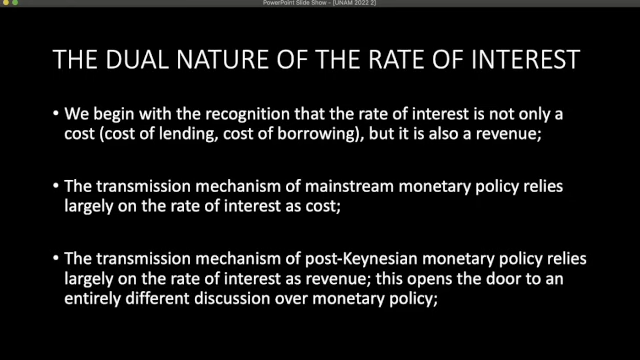 PowerPoint Slide Show - [UNAM 2022 2]
THE DUAL NATURE OF THE RATE OF INTEREST
• We begin with the recognition that the rate of interest is not only a
cost (cost of lending, cost of borrowing), but it is also a revenue;
• The transmission mechanism of mainstream monetary policy relies
largely on the rate of interest as cost;
• The transmission mechanism of post-Keynesian monetary policy relies
largely on the rate of interest as revenue; this opens the door to an
entirely different discussion over monetary policy;